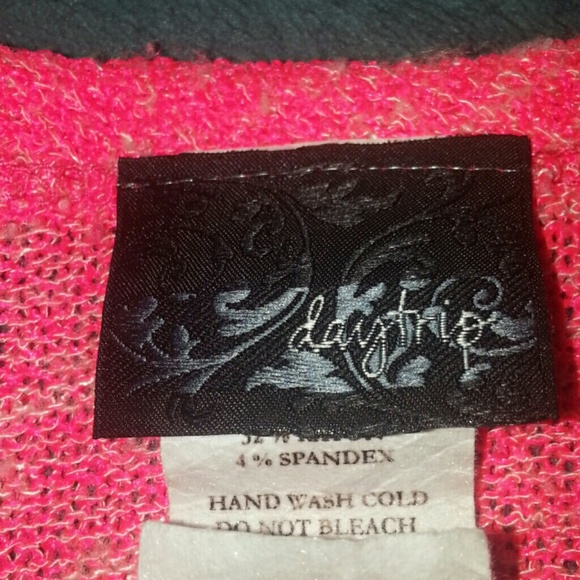 daytrip
4% SPANDEX
HAND WASH COLD
DO NOT BLEACH